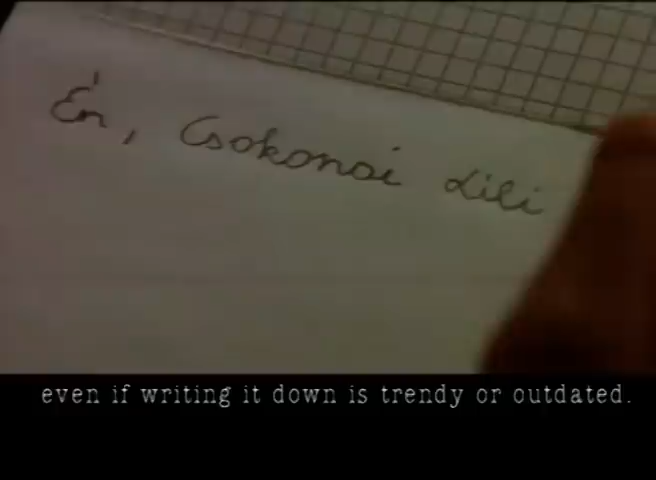 Én, Csokonai Lili
even if writing it down is trendy or outdated.